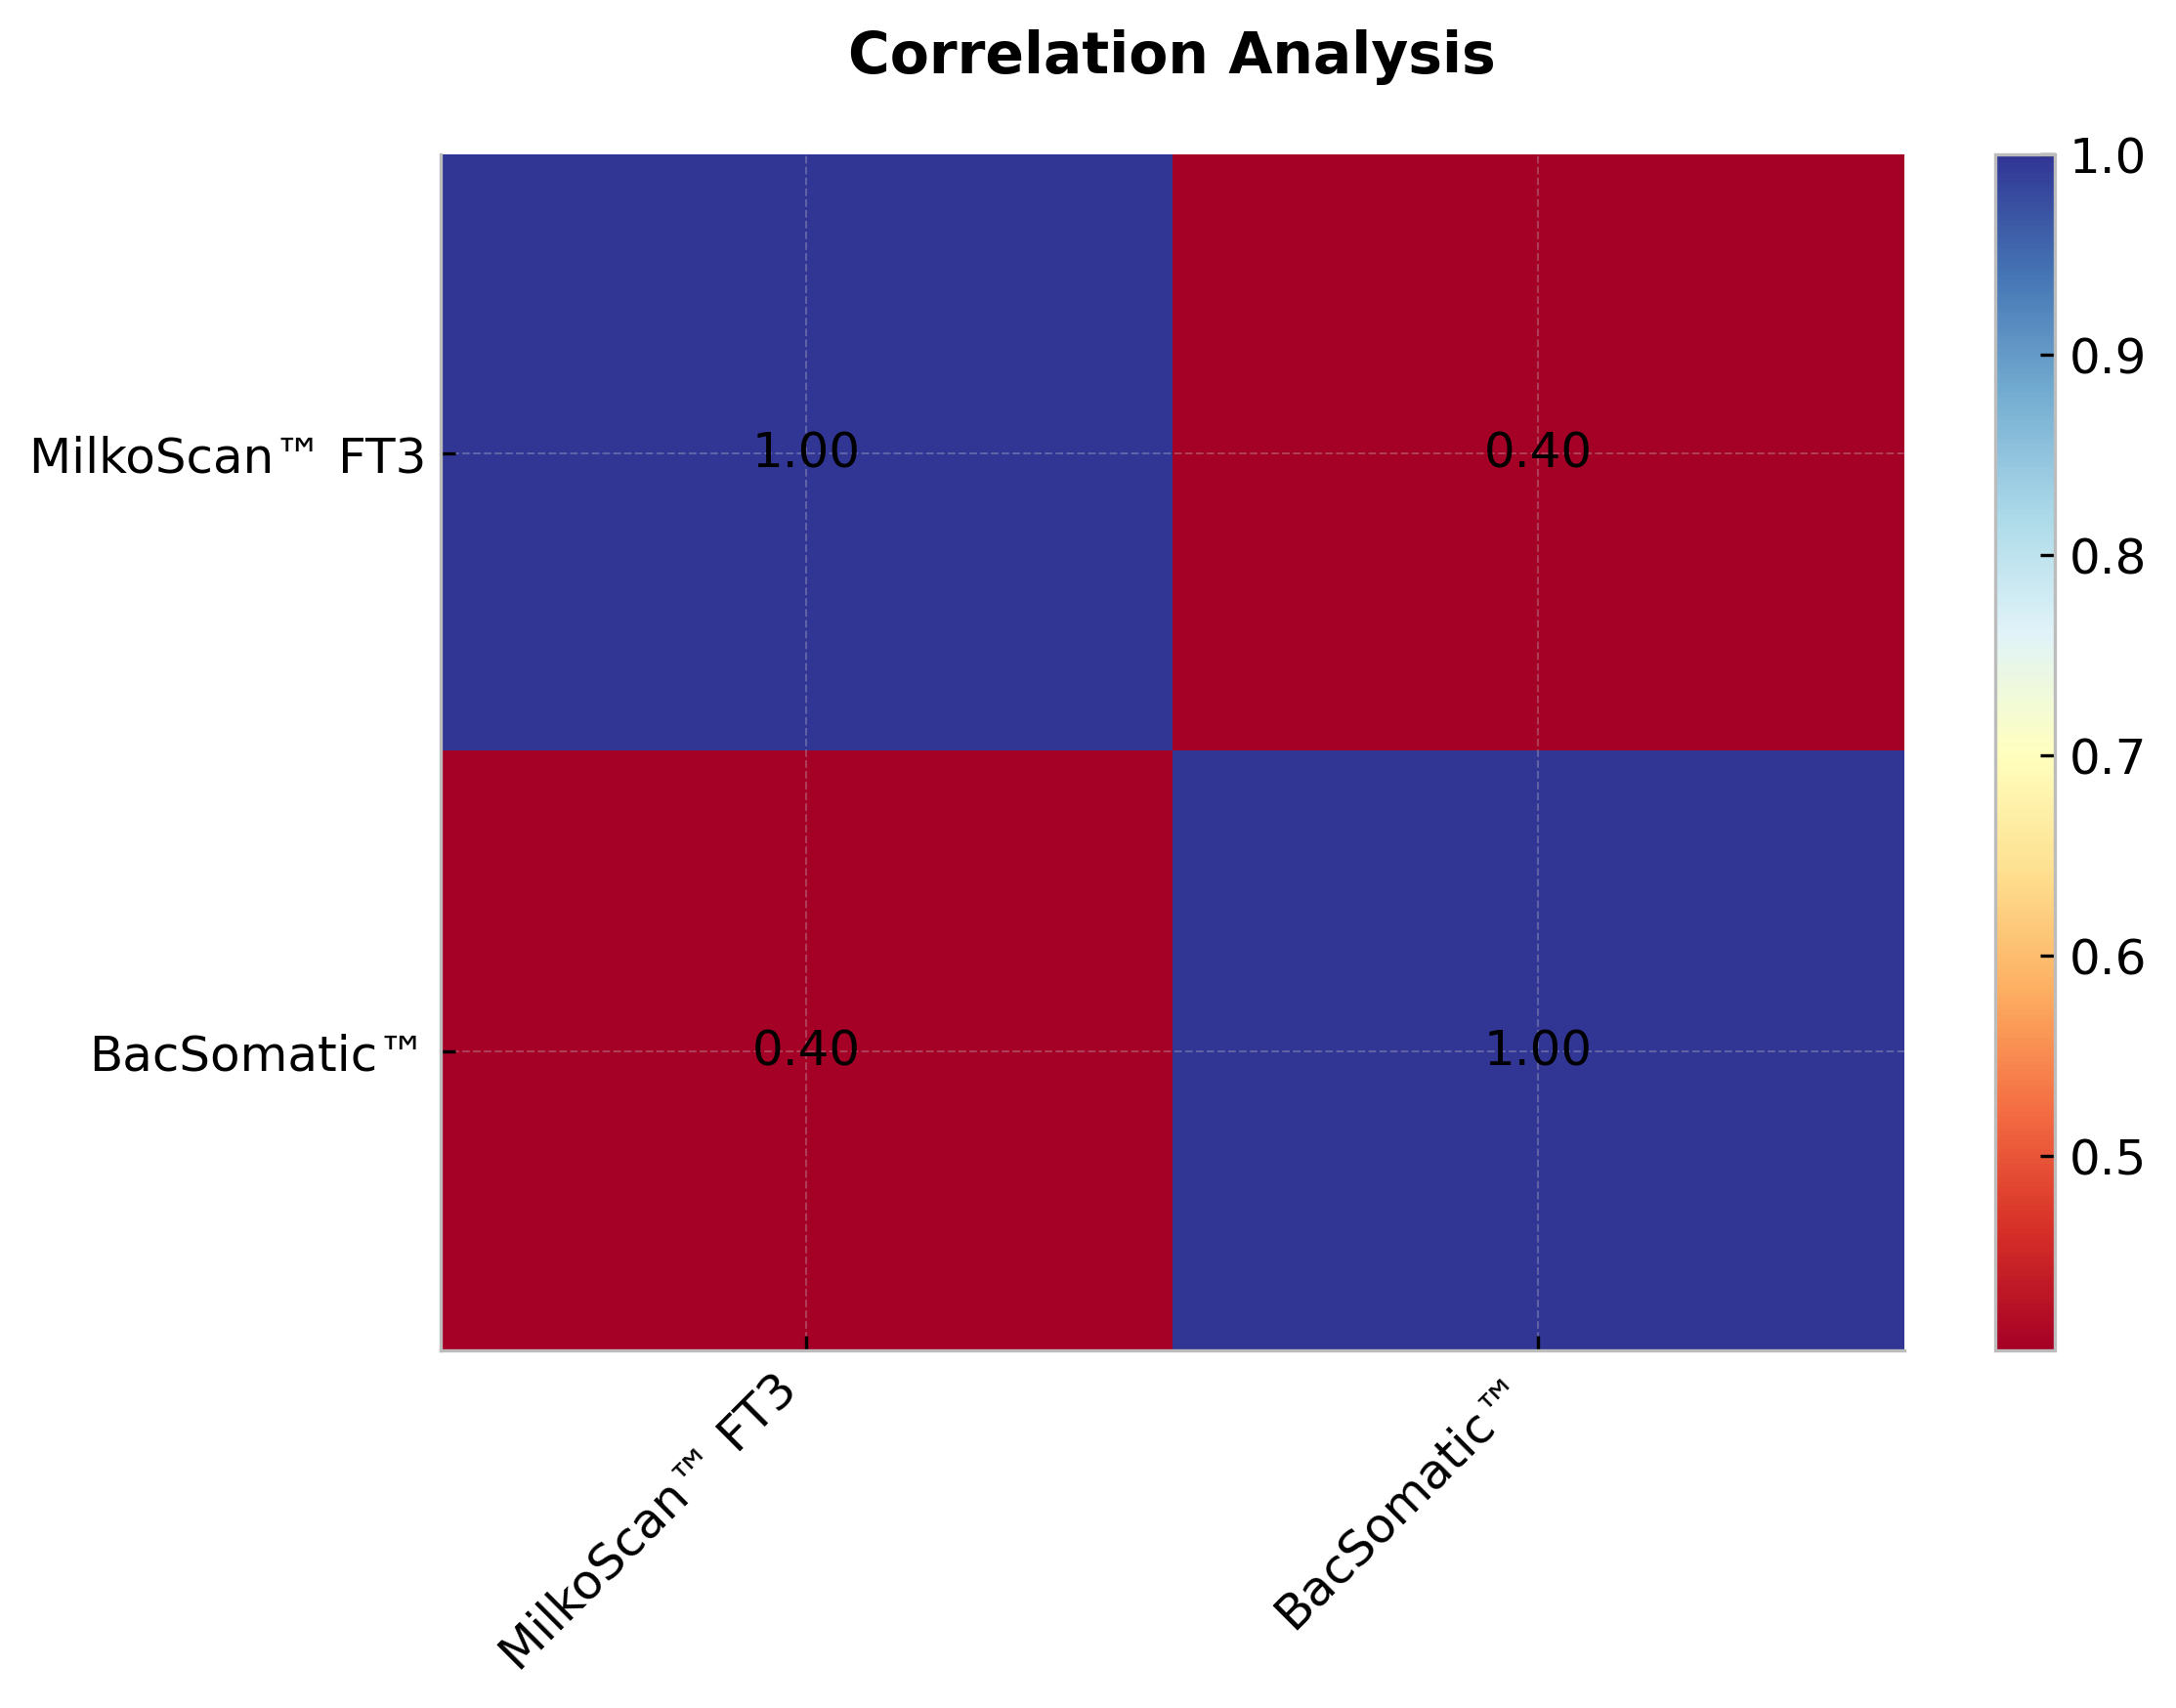 Correlation Analysis
1.0
MilkoScan™ FT3
1.00
0.40
0.9
0.8
0.7
0.6
BacSomatic™
0.40
1.00
0.5
MilkoScan™ FT3
BacSomatic™